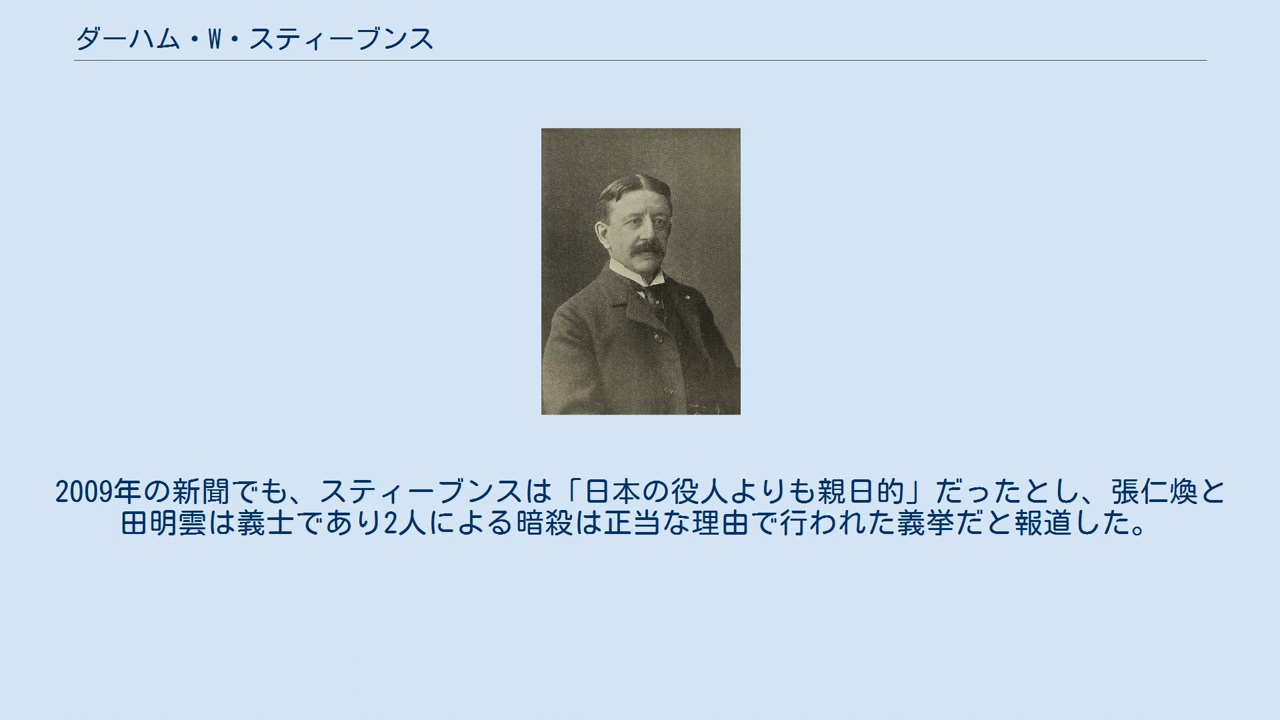 ダーハム・W・スティーブンス
2009年の新聞でも、スティーブンスは「日本の役人よりも親日的」だったとし、張仁煥と
田明雲は義士であり2人による暗殺は正当な理由で行われた義挙だと報道した。